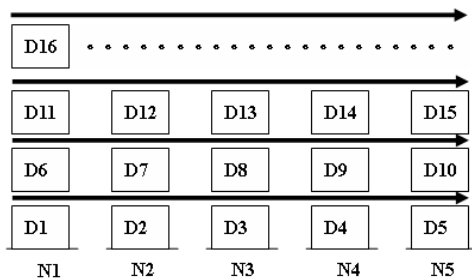 D16
D11 D12 D13 D14 D15
D6 D7 D8 D9 D10
D1 D2 D3 D4 D5
N1 N2 N3 N4 N5